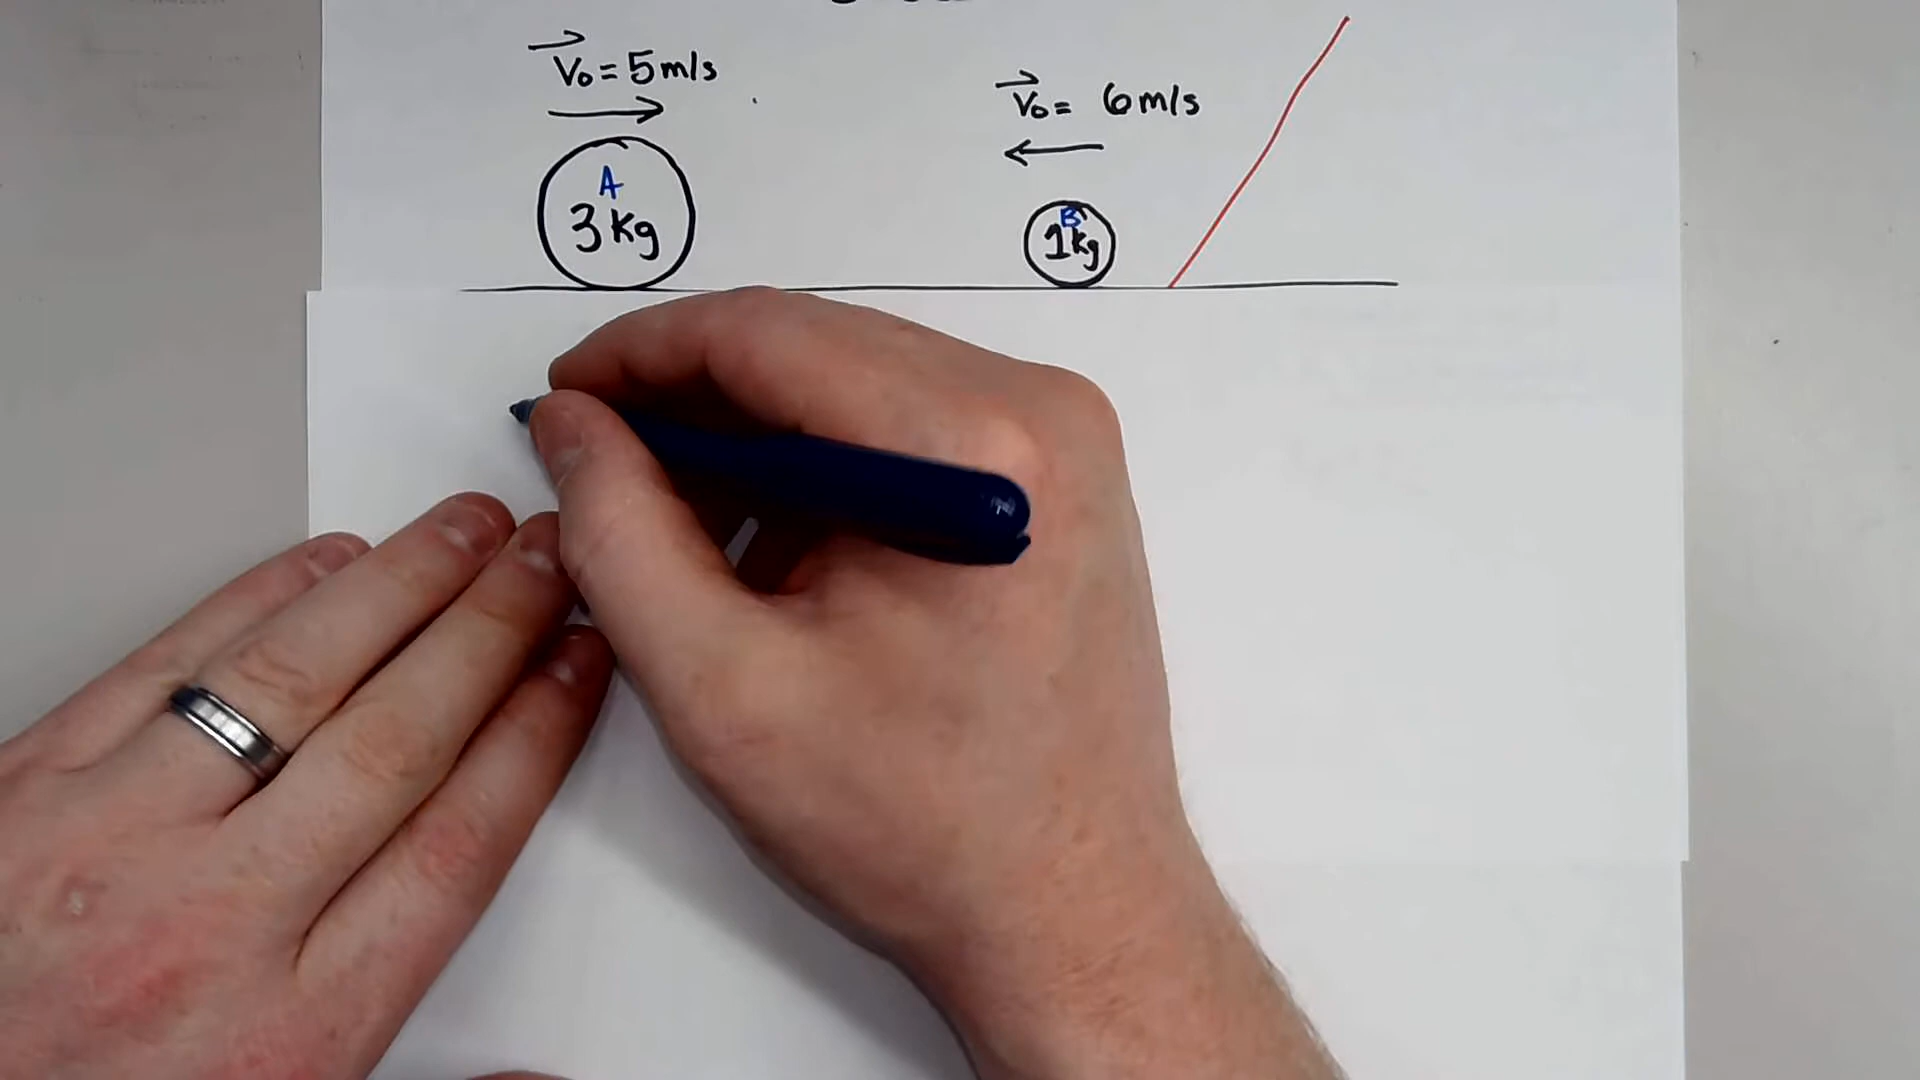 V₀ = 5 m/s
V₀ = 6 m/s
A
3 kg
B
1 kg